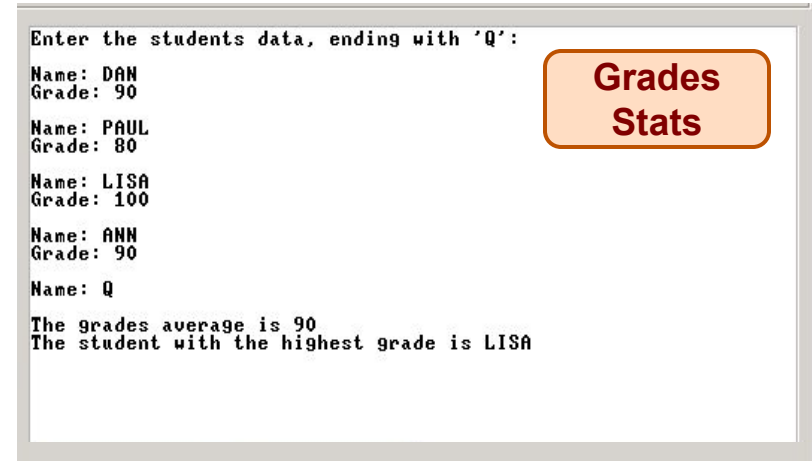 Enter the students data, ending with 'Q':
Grades
Stats
Name: DAN
Grade: 90
Name: PAUL
Grade: 80
Name: LISA
Grade: 100
Name: ANN
Grade: 90
Name: Q
The grades average is 90
The student with the highest grade is LISA